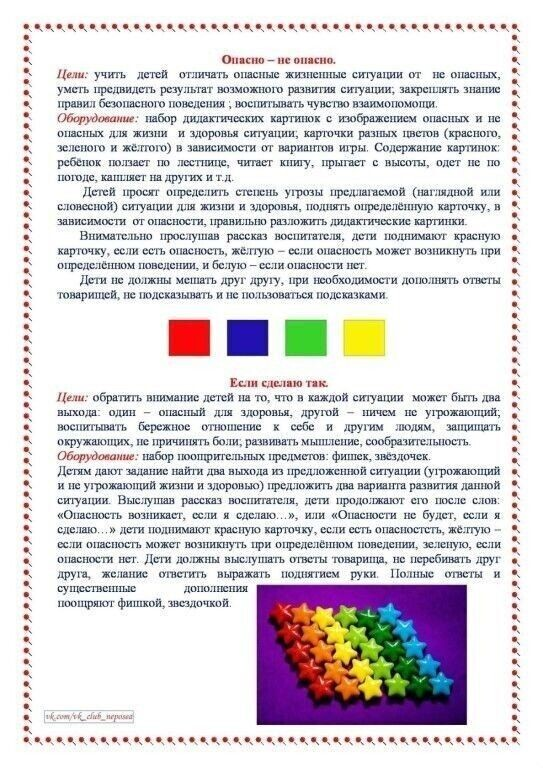 Опасно – не опасно.
Цели: учить детей отличать опасные жизненные ситуации от не опасных,
уметь предвидеть результат возможного развития ситуации; закреплять знание
правил безопасного поведения ; воспитывать чувство взаимопомощи.
Оборудование: набор дидактических картинок с изображением опасных и не
опасных для жизни и здоровья ситуации; карточки разных цветов (красного,
зеленого и жёлтого) в зависимости от вариантов игры. Содержание картинок:
ребёнок ползает по лестнице, читает книгу, прыгает с высоты, одет не по
погоде, кашляет на других и т.д.
Детей просят определить степень угрозы предлагаемой (наглядной или
словесной) ситуации для жизни и здоровья, поднять определённую карточку, в
зависимости от опасности, правильно разложить дидактические картинки.
Внимательно прослушав рассказ воспитателя, дети поднимают красную
карточку, если есть опасность, жёлтую – если опасность может возникнуть при
определённом поведении, и белую – если опасности нет.
Дети не должны мешать друг другу, при необходимости дополнять ответы
товарищей, не подсказывать и не пользоваться подсказками.
Если сделаю так.
Цели: обратить внимание детей на то, что в каждой ситуации может быть два
выхода: один – опасный для здоровья, другой – ничем не угрожающий;
воспитывать бережное отношение к себе и другим людям, защищать
окружающих, не причинять боли; развивать мышление, сообразительность.
Оборудование: набор поощрительных предметов: фишек, звёздочек.
Детям дают задание найти два выхода из предложенной ситуации (угрожающий
и не угрожающий жизни и здоровью) предложить два варианта развития данной
ситуации. Выслушав рассказ воспитателя, дети продолжают его после слов:
«Опасность возникает, если я сделаю…», или «Опасности не будет, если я
сделаю…» дети поднимают красную карточку, если есть опасностеть, жёлтую –
если опасность может возникнуть при определённом поведении, зеленую, если
опасности нет. Дети должны выслушать ответы товарища, не перебивать друг
друга, желание ответить выражать поднятием руки. Полные ответы и
существенные дополнения
поощряют фишкой, звездочкой.
vk.com/vk_club_neposed